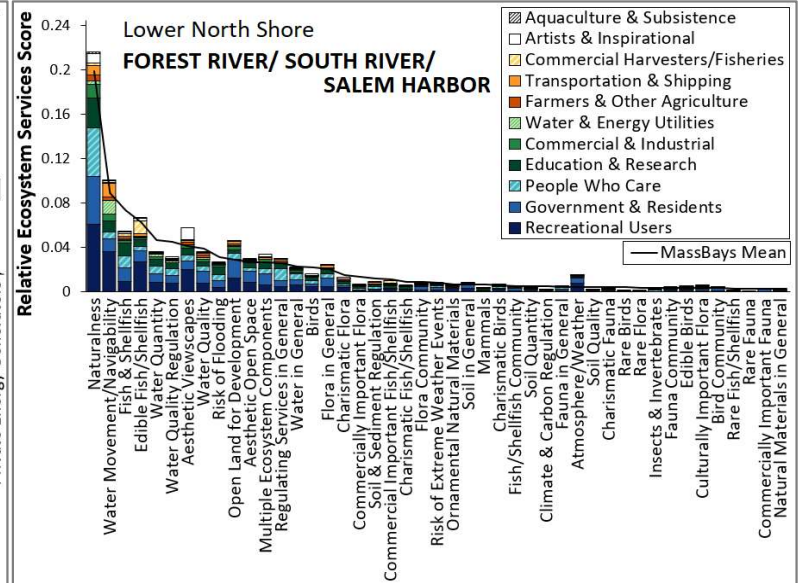 Lower North Shore
FOREST RIVER/ SOUTH RIVER/
SALEM HARBOR
Relative Ecosystem Services Score
0.24
0.2
0.16
0.12
0.08
0.04
0
Aquaculture & Subsistence
Artists & Inspirational
Commercial Harvesters/Fisheries
Transportation & Shipping
Farmers & Other Agriculture
Water & Energy Utilities
Commercial & Industrial
Education & Research
People Who Care
Government & Residents
Recreational Users
MassBays Mean
Naturalness
Water Movement/Navigability
Fish & Shellfish
Edible Fish/Shellfish
Water Quantity
Water Quality Regulation
Aesthetic Viewscapes
Water Quality
Risk of Flooding
Open Land for Development
Aesthetic Open Space
Multiple Ecosystem Components
Regulating Services in General
Water in General
Birds
Flora in General
Charismatic Flora
Commercially Important Flora
Soil & Sediment Regulation
Commercial Important Fish/Shellfish
Charismatic Fish/Shellfish
Flora Community
Risk of Extreme Weather Events
Ornamental Natural Materials
Soil in General
Mammals
Charismatic Birds
Fish/Shellfish Community
Soil Quantity
Climate & Carbon Regulation
Fauna in General
Atmosphere/Weather
Soil Quality
Charismatic Fauna
Rare Birds
Rare Flora
Insects & Invertebrates
Fauna Community
Edible Birds
Culturally Important Flora
Bird Community
Rare Fish/Shellfish
Rare Fauna
Commercially Important Fauna
Natural Materials in General